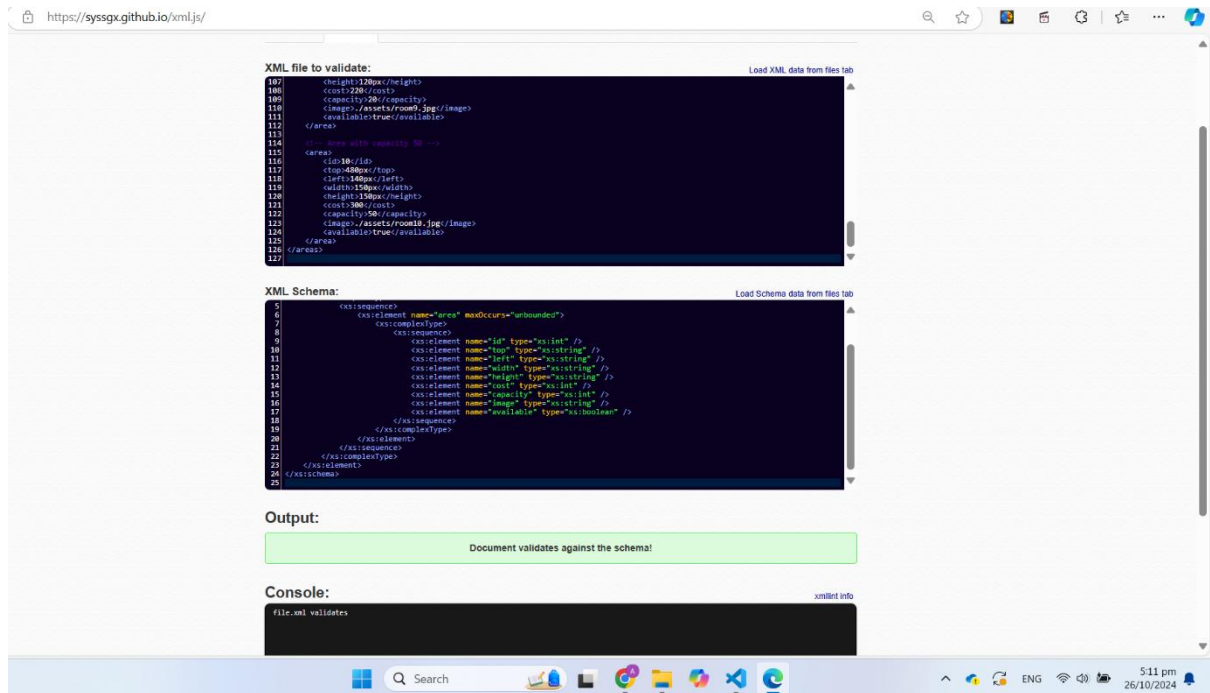 https://syssgx.github.io/xml.js/
XML file to validate:
Load XML data from files tab
107 <height>120px</height>
108 <cost>220</cost>
109 <capacity>20</capacity>
110 <image>./assets/room9.jpg</image>
111 <available>true</available>
112 </area>
113
114 <!-- Area with capacity 50 -->
115 <area>
116 <id>10</id>
117 <top>480px</top>
118 <left>140px</left>
119 <width>150px</width>
120 <height>150px</height>
121 <cost>300</cost>
122 <capacity>50</capacity>
123 <image>./assets/room10.jpg</image>
124 <available>true</available>
125 </area>
126 </areas>
127
XML Schema:
Load Schema data from files tab
5 <xs:sequence>
6 <xs:element name="area" maxOccurs="unbounded">
7 <xs:complexType>
8 <xs:sequence>
9 <xs:element name="id" type="xs:int" />
10 <xs:element name="top" type="xs:string" />
11 <xs:element name="left" type="xs:string" />
12 <xs:element name="width" type="xs:string" />
13 <xs:element name="height" type="xs:string" />
14 <xs:element name="cost" type="xs:int" />
15 <xs:element name="capacity" type="xs:int" />
16 <xs:element name="image" type="xs:string" />
17 <xs:element name="available" type="xs:boolean" />
18 </xs:sequence>
19 </xs:complexType>
20 </xs:element>
21 </xs:sequence>
22 </xs:complexType>
23 </xs:element>
24 </xs:schema>
25
Output:
Document validates against the schema!
Console:
xmllint info
file.xml validates
Search
ENG
5:11 pm
26/10/2024